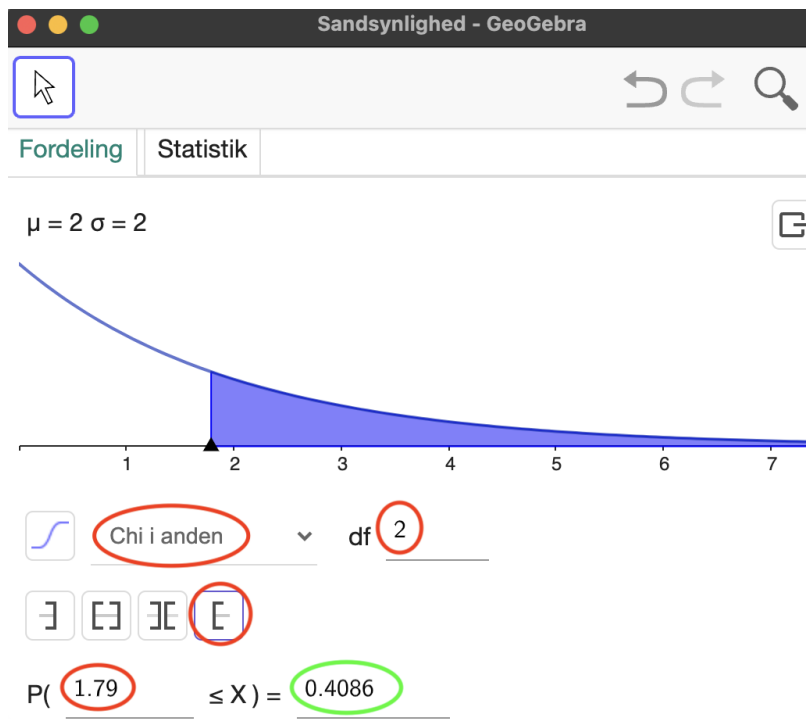 Sandsynlighed - GeoGebra
Fordeling Statistik
μ = 2 σ = 2
1 2 3 4 5 6 7
Chi i anden df 2
P( 1.79 ≤ X ) = 0.4086